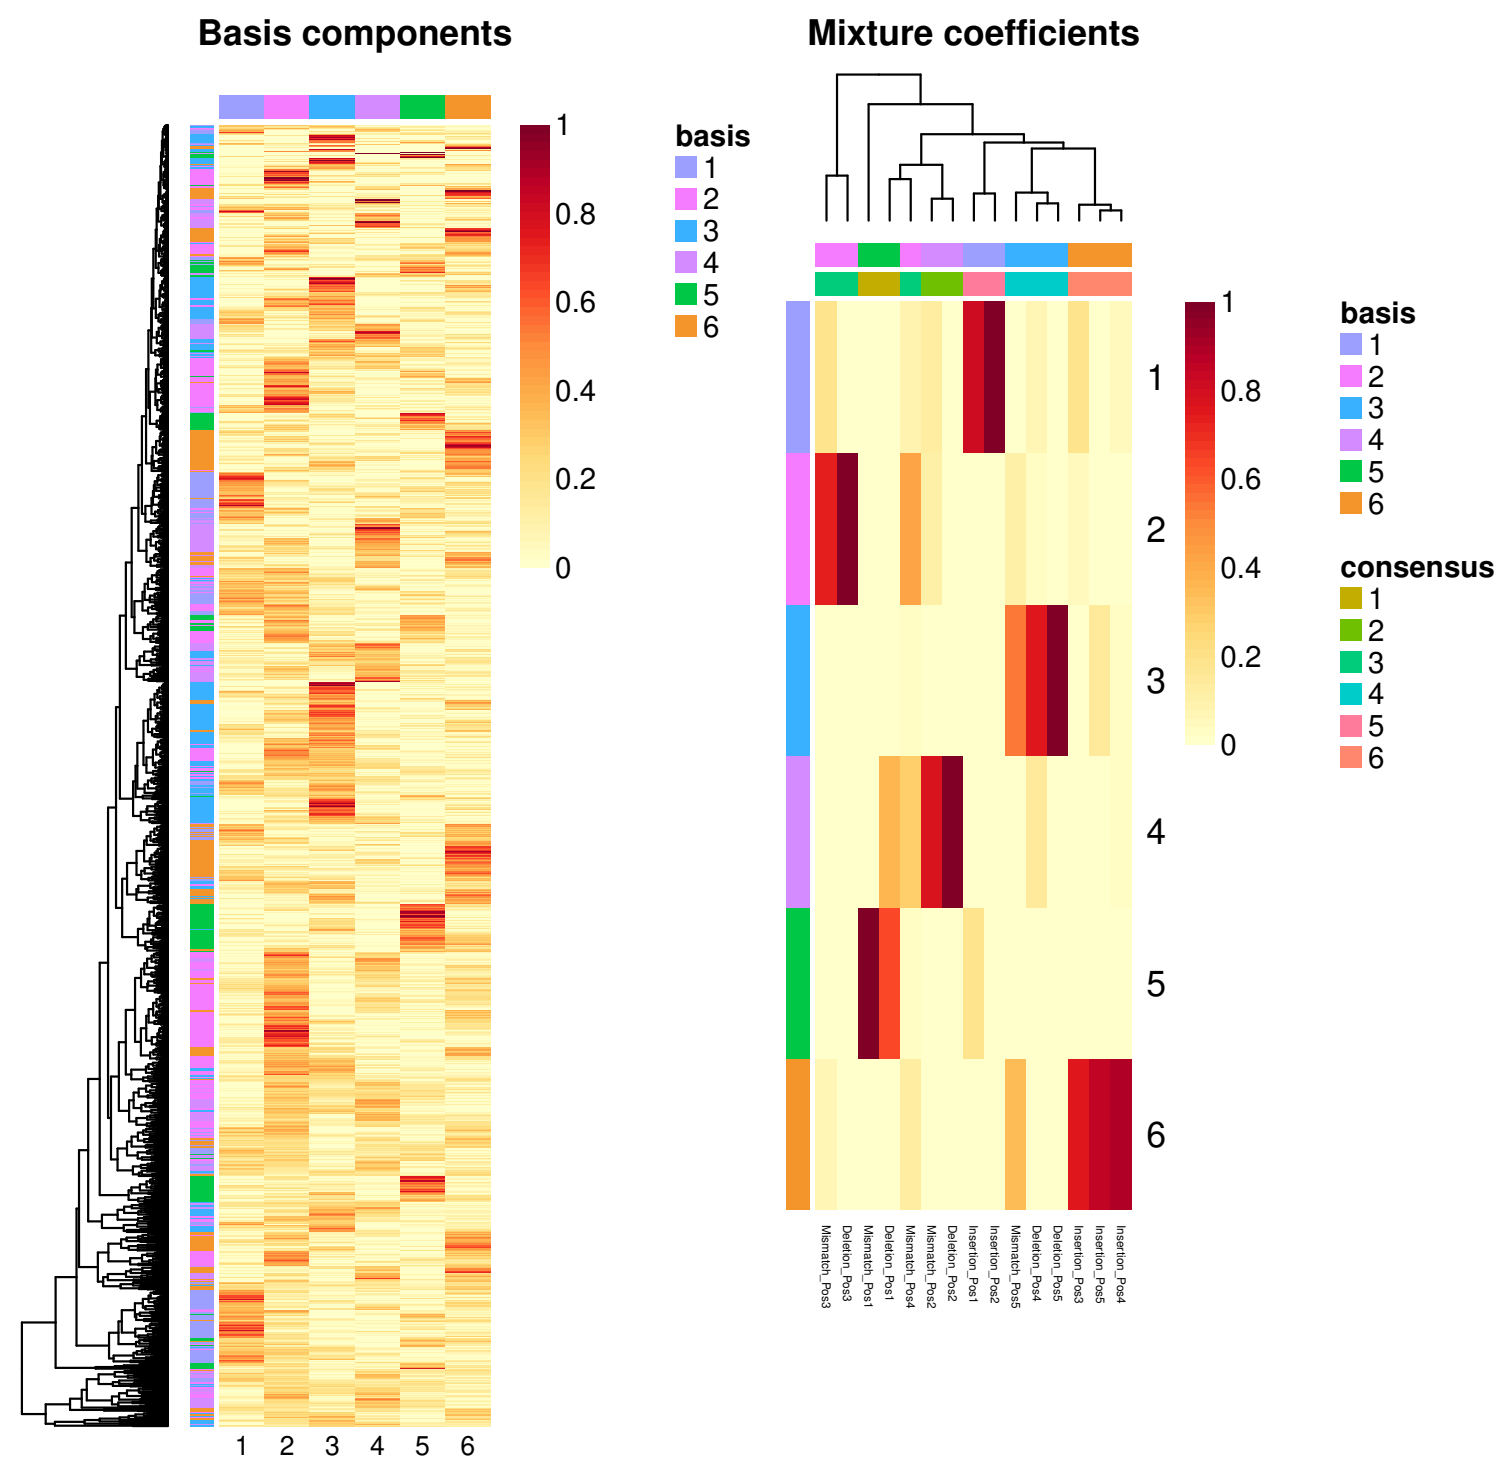 Basis components
1
0.8
0.6
0.4
0.2
0
basis
1
2
3
4
5
6
1 2 3 4 5 6
Mixture coefficients
1
2
3
4
5
6
1
0.8
0.6
0.4
0.2
0
basis
1
2
3
4
5
6
consensus
1
2
3
4
5
6
Mismatch_Pos3
Deletion_Pos3
Mismatch_Pos1
Deletion_Pos1
Mismatch_Pos4
Mismatch_Pos2
Deletion_Pos2
Insertion_Pos1
Insertion_Pos2
Mismatch_Pos5
Deletion_Pos4
Deletion_Pos5
Insertion_Pos3
Insertion_Pos5
Insertion_Pos4